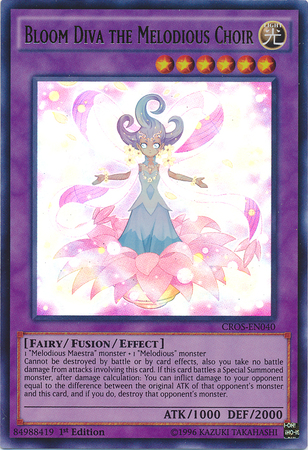 BLOOM DIVA THE MELODIOUS CHOIR
LIGHT
光
CROS-EN040
[FAIRY/FUSION/EFFECT]
1 "Melodious Maestra" monster + 1 "Melodious" monster
Cannot be destroyed by battle or by card effects, also you take no battle
damage from attacks involving this card. If this card battles a Special Summoned
monster, after damage calculation: You can inflict damage to your opponent
equal to the difference between the original ATK of that opponent's monster
and this card, and if you do, destroy that opponent's monster.
ATK/1000 DEF/2000
84988419 1st Edition
©1996 KAZUKI TAKAHASHI